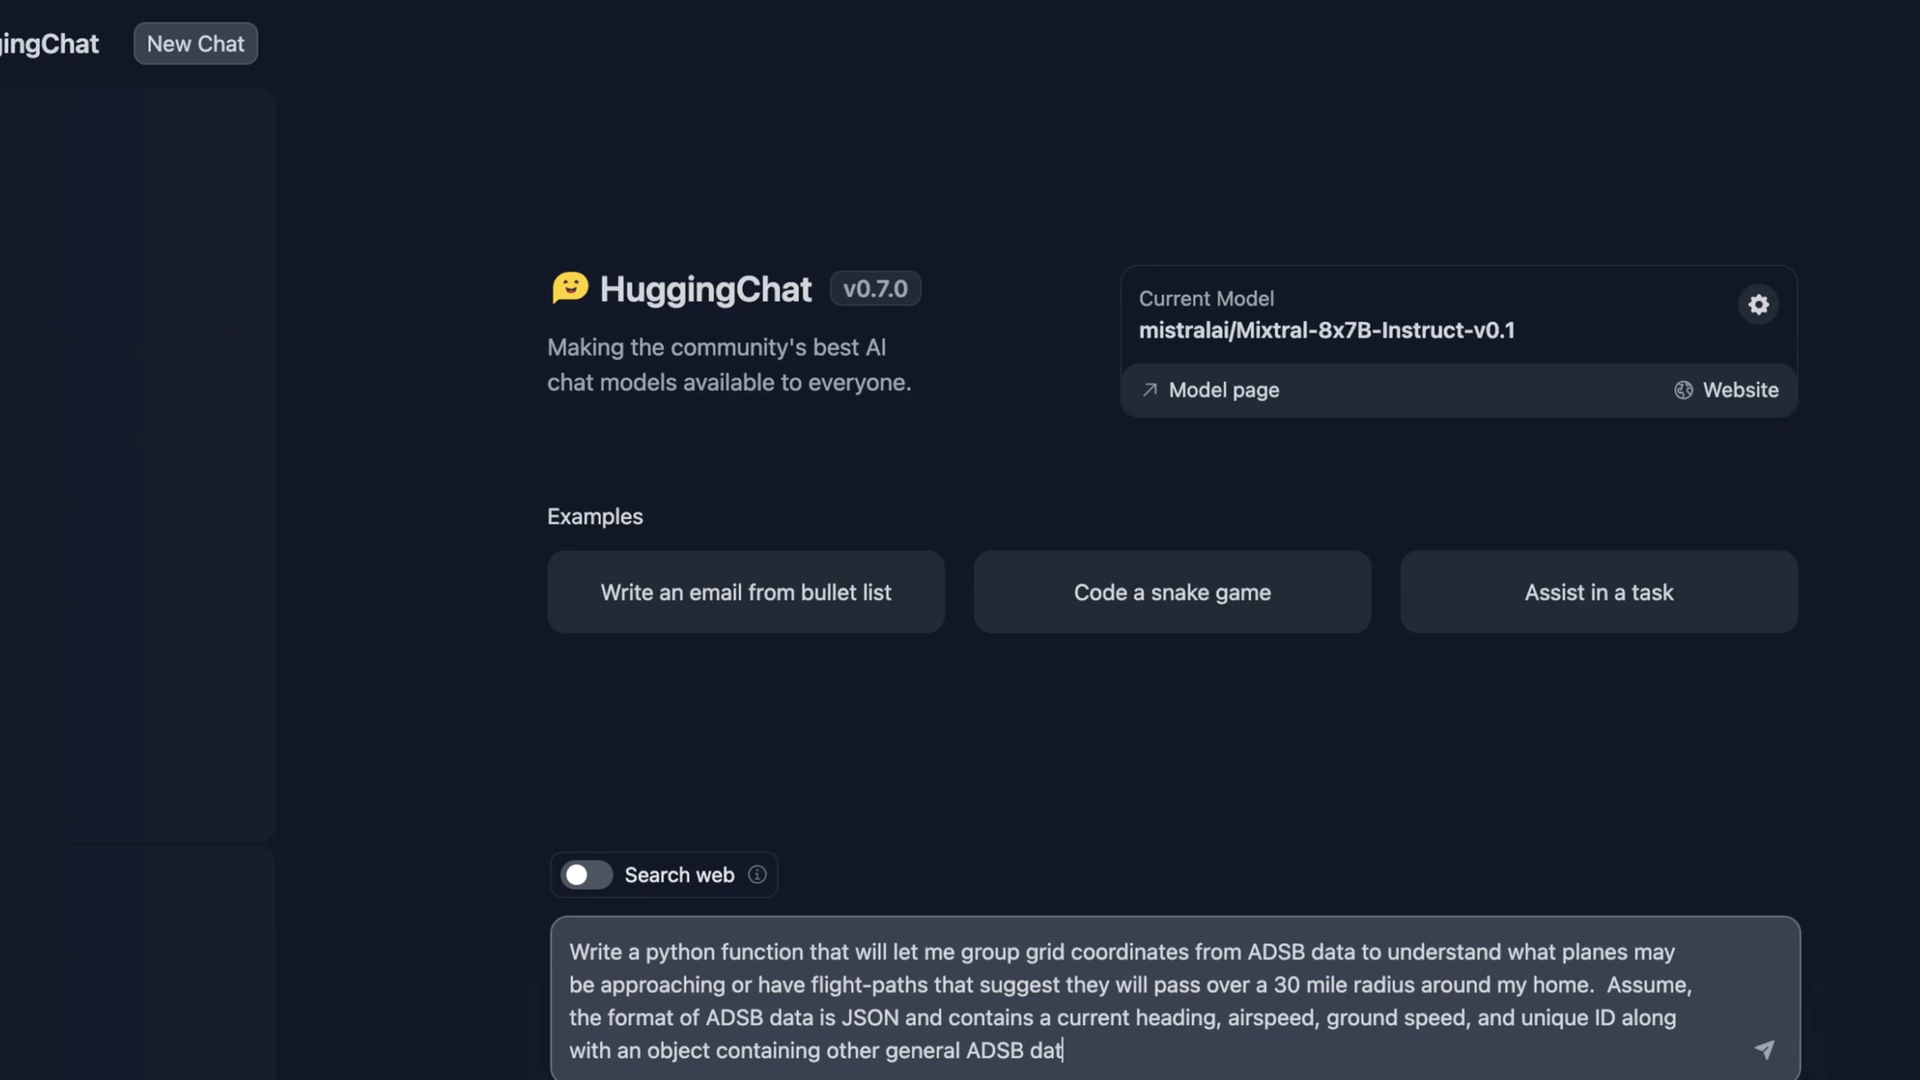 gingChat
New Chat
HuggingChat v0.7.0
Making the community's best AI
chat models available to everyone.
Current Model
mistralai/Mixtral-8x7B-Instruct-v0.1
Model page
Website
Examples
Write an email from bullet list
Code a snake game
Assist in a task
Search web
Write a python function that will let me group grid coordinates from ADSB data to understand what planes may
be approaching or have flight-paths that suggest they will pass over a 30 mile radius around my home.  Assume,
the format of ADSB data is JSON and contains a current heading, airspeed, ground speed, and unique ID along
with an object containing other general ADSB dat